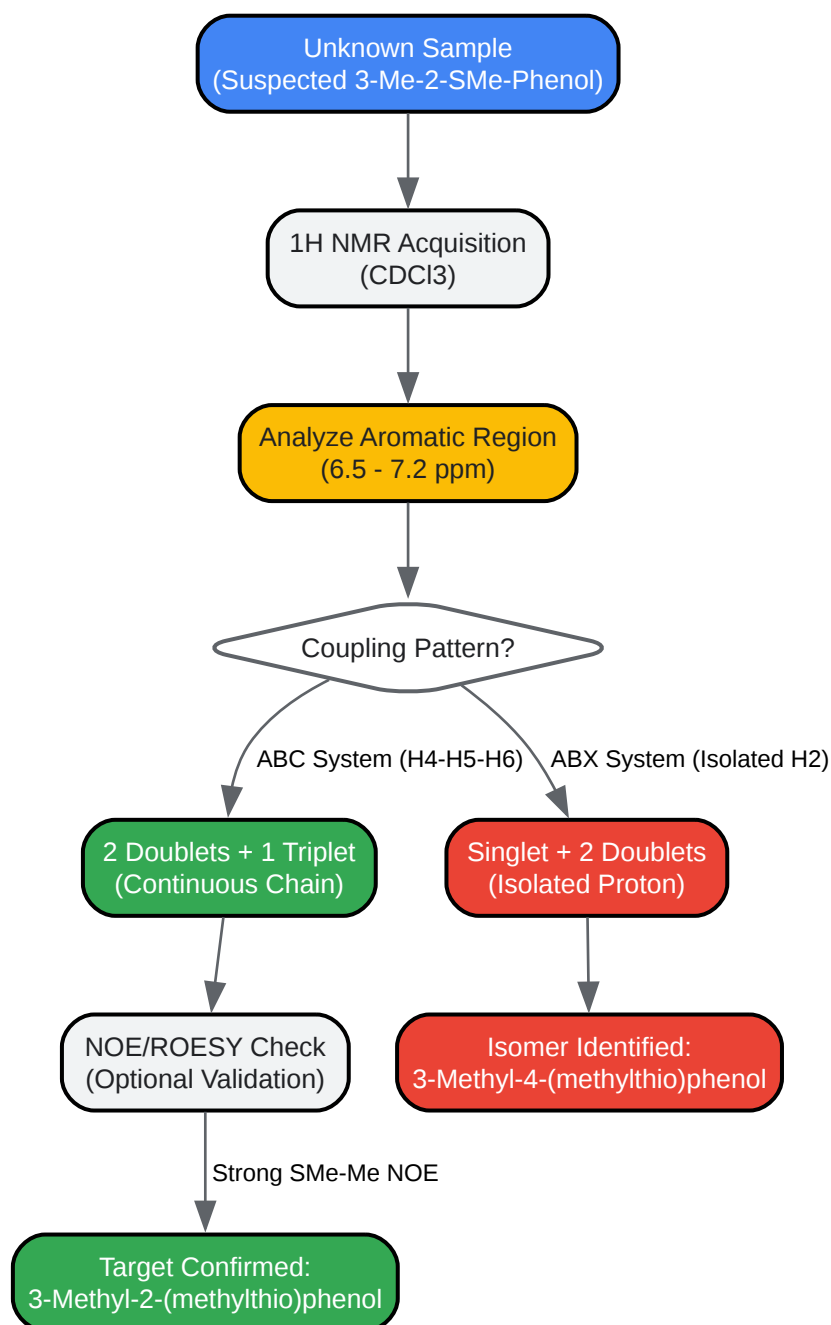 Unknown Sample
(Suspected 3-Me-2-SMe-Phenol)
1H NMR Acquisition
(CDCl3)
Analyze Aromatic Region
(6.5 - 7.2 ppm)
Coupling Pattern?
ABC System (H4-H5-H6)
ABX System (Isolated H2)
2 Doublets + 1 Triplet
(Continuous Chain)
Singlet + 2 Doublets
(Isolated Proton)
NOE/ROESY Check
(Optional Validation)
Isomer Identified:
3-Methyl-4-(methylthio)phenol
Strong SMe-Me NOE
Target Confirmed:
3-Methyl-2-(methylthio)phenol